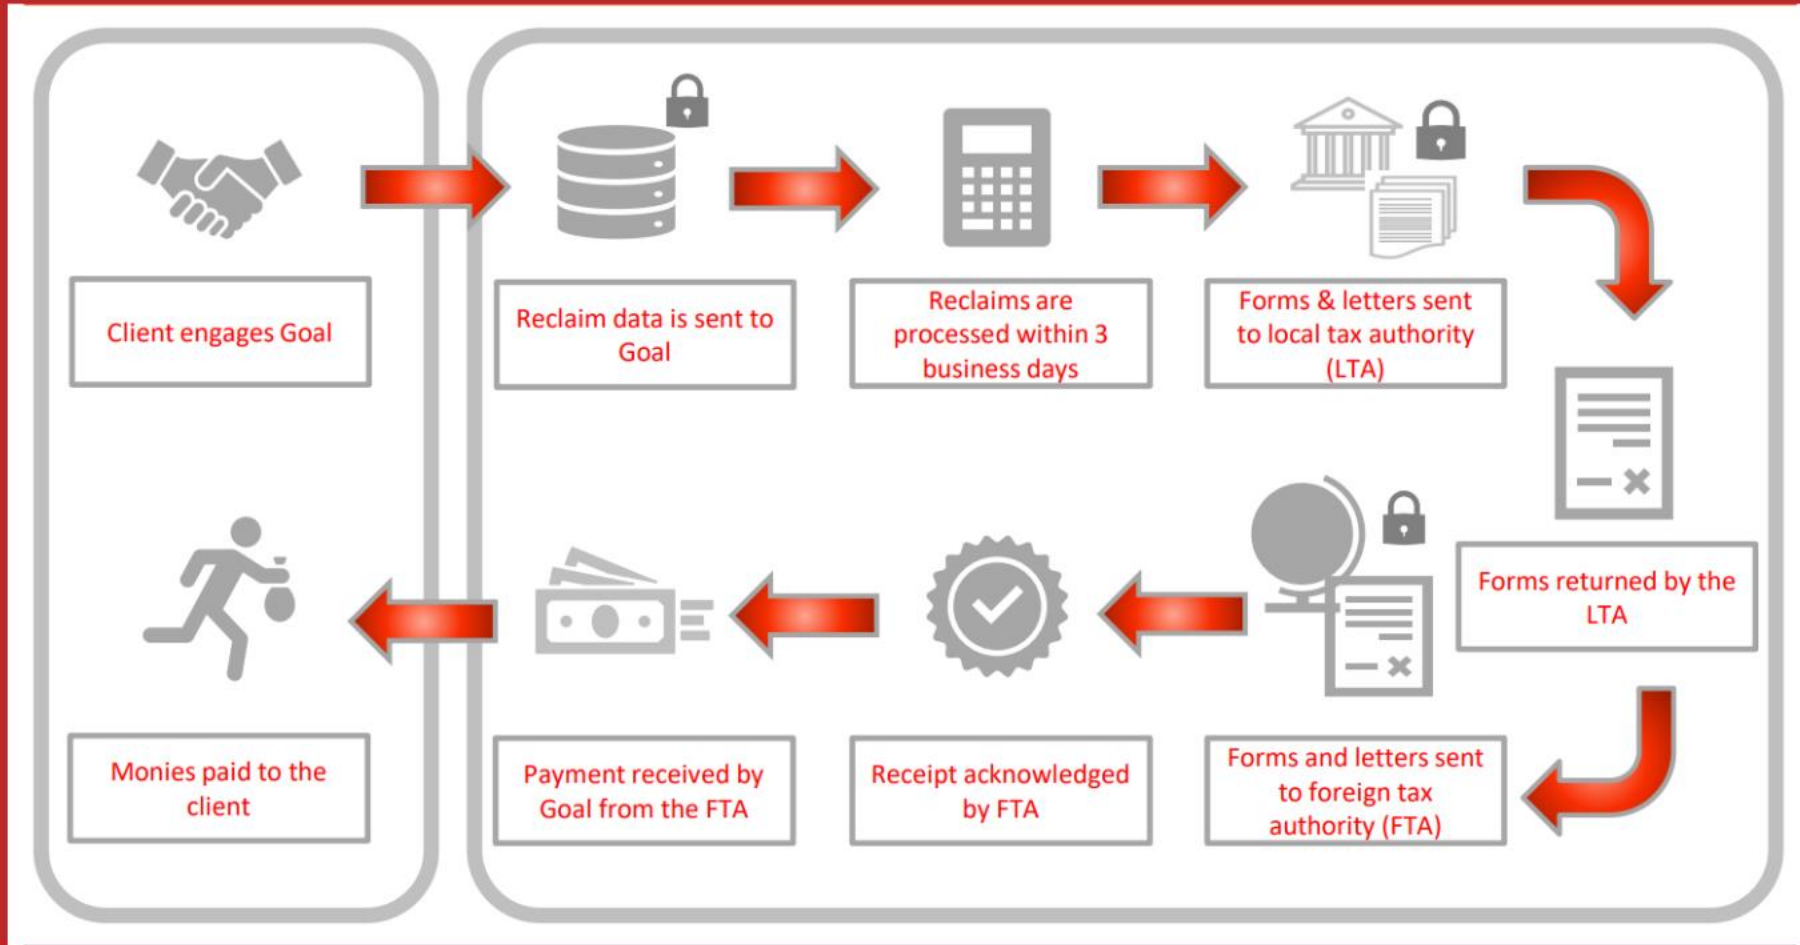 Client engages Goal
Reclaim data is sent to
Goal
Reclaims are
processed within 3
business days
Forms & letters sent
to local tax authority
(LTA)
Forms returned by the
LTA
Forms and letters sent
to foreign tax
authority (FTA)
Receipt acknowledged
by FTA
Payment received by
Goal from the FTA
Monies paid to the
client